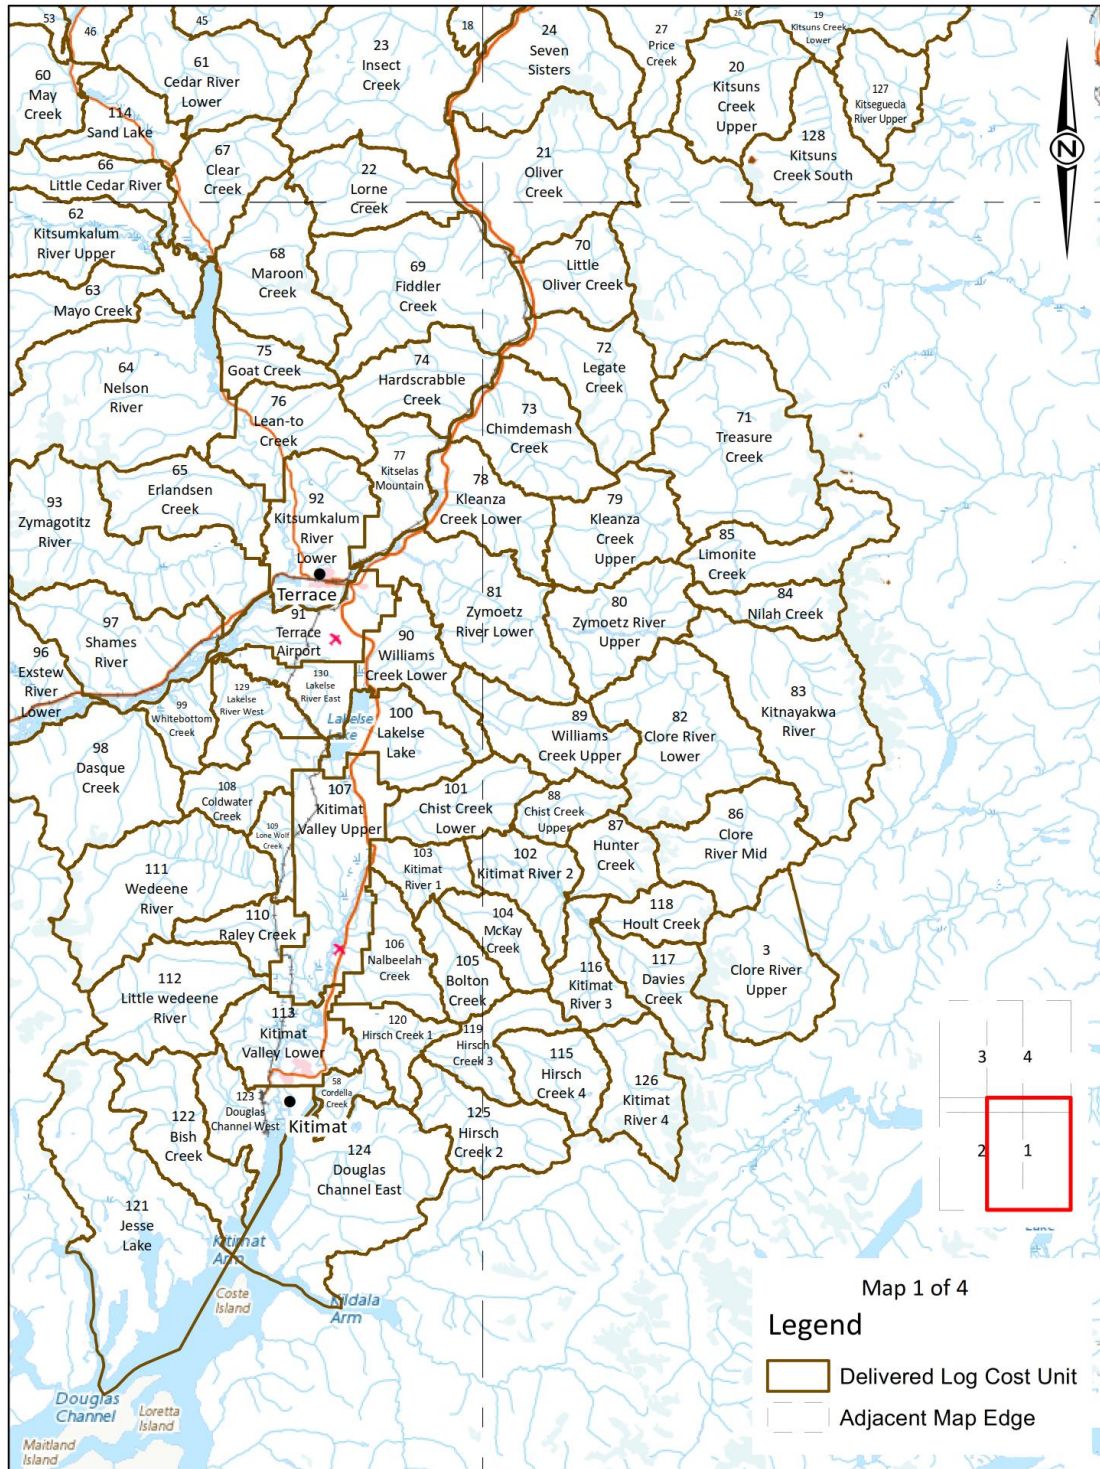 53
46
45
60
May
Creek
61
Cedar River
Lower
114
Sand Lake
23
Insect
Creek
18
24
Seven
Sisters
27
Price
Creek
26
19
Kitsuns Creek
Lower
20
Kitsuns
Creek
Upper
127
Kitseguecla
River Upper
128
Kitsuns
Creek South
N
66
Little Cedar River
67
Clear
Creek
22
Lorne
Creek
21
Oliver
Creek
62
Kitsumkalum
River Upper
68
Maroon
Creek
69
Fiddler
Creek
70
Little
Oliver Creek
63
Mayo Creek
64
Nelson
River
75
Goat Creek
74
Hardscrabble
Creek
72
Legate
Creek
76
Lean-to
Creek
73
Chimdemash
Creek
71
Treasure
Creek
77
Kitselas
Mountain
65
Erlandsen
Creek
93
Zymagotitz
River
92
Kitsumkalum
River
Lower
78
Kleanza
Creek Lower
79
Kleanza
Creek
Upper
85
Limonite
Creek
84
Nilah Creek
Terrace
91
Terrace
Airport
81
Zymoetz
River Lower
80
Zymoetz River
Upper
97
Shames
River
96
Exstew
River
Lower
90
Williams
Creek Lower
130
Lakelse
River East
129
Lakelse
River West
99
Whitebottom
Creek
Lakelse
Lake
100
Lakelse
Lake
89
Williams
Creek Upper
82
Clore River
Lower
83
Kitnayakwa
River
98
Dasque
Creek
108
Coldwater
Creek
109
Lone Wolf
Creek
107
Kitimat
Valley Upper
101
Chist Creek
Lower
88
Chist Creek
Upper
87
Hunter
Creek
86
Clore
River Mid
103
Kitimat
River 1
102
Kitimat River 2
111
Wedeene
River
110
Raley Creek
104
McKay
Creek
118
Hoult Creek
106
Nalbeelah
Creek
105
Bolton
Creek
116
Kitimat
River 3
117
Davies
Creek
3
Clore River
Upper
112
Little wedeene
River
113
Kitimat
Valley Lower
120
Hirsch Creek 1
119
Hirsch
Creek 3
115
Hirsch
Creek 4
126
Kitimat
River 4
58
Cordella
Creek
123
Douglas
Channel West
Kitimat
122
Bish
Creek
125
Hirsch
Creek 2
124
Douglas
Channel East
121
Jesse
Lake
Kitimat
Arm
Coste
Island
Kildala
Arm
Douglas
Channel
Loretta
Island
Maitland
Island
3
4
2
1
Lake
Map 1 of 4
Legend
Delivered Log Cost Unit
Adjacent Map Edge